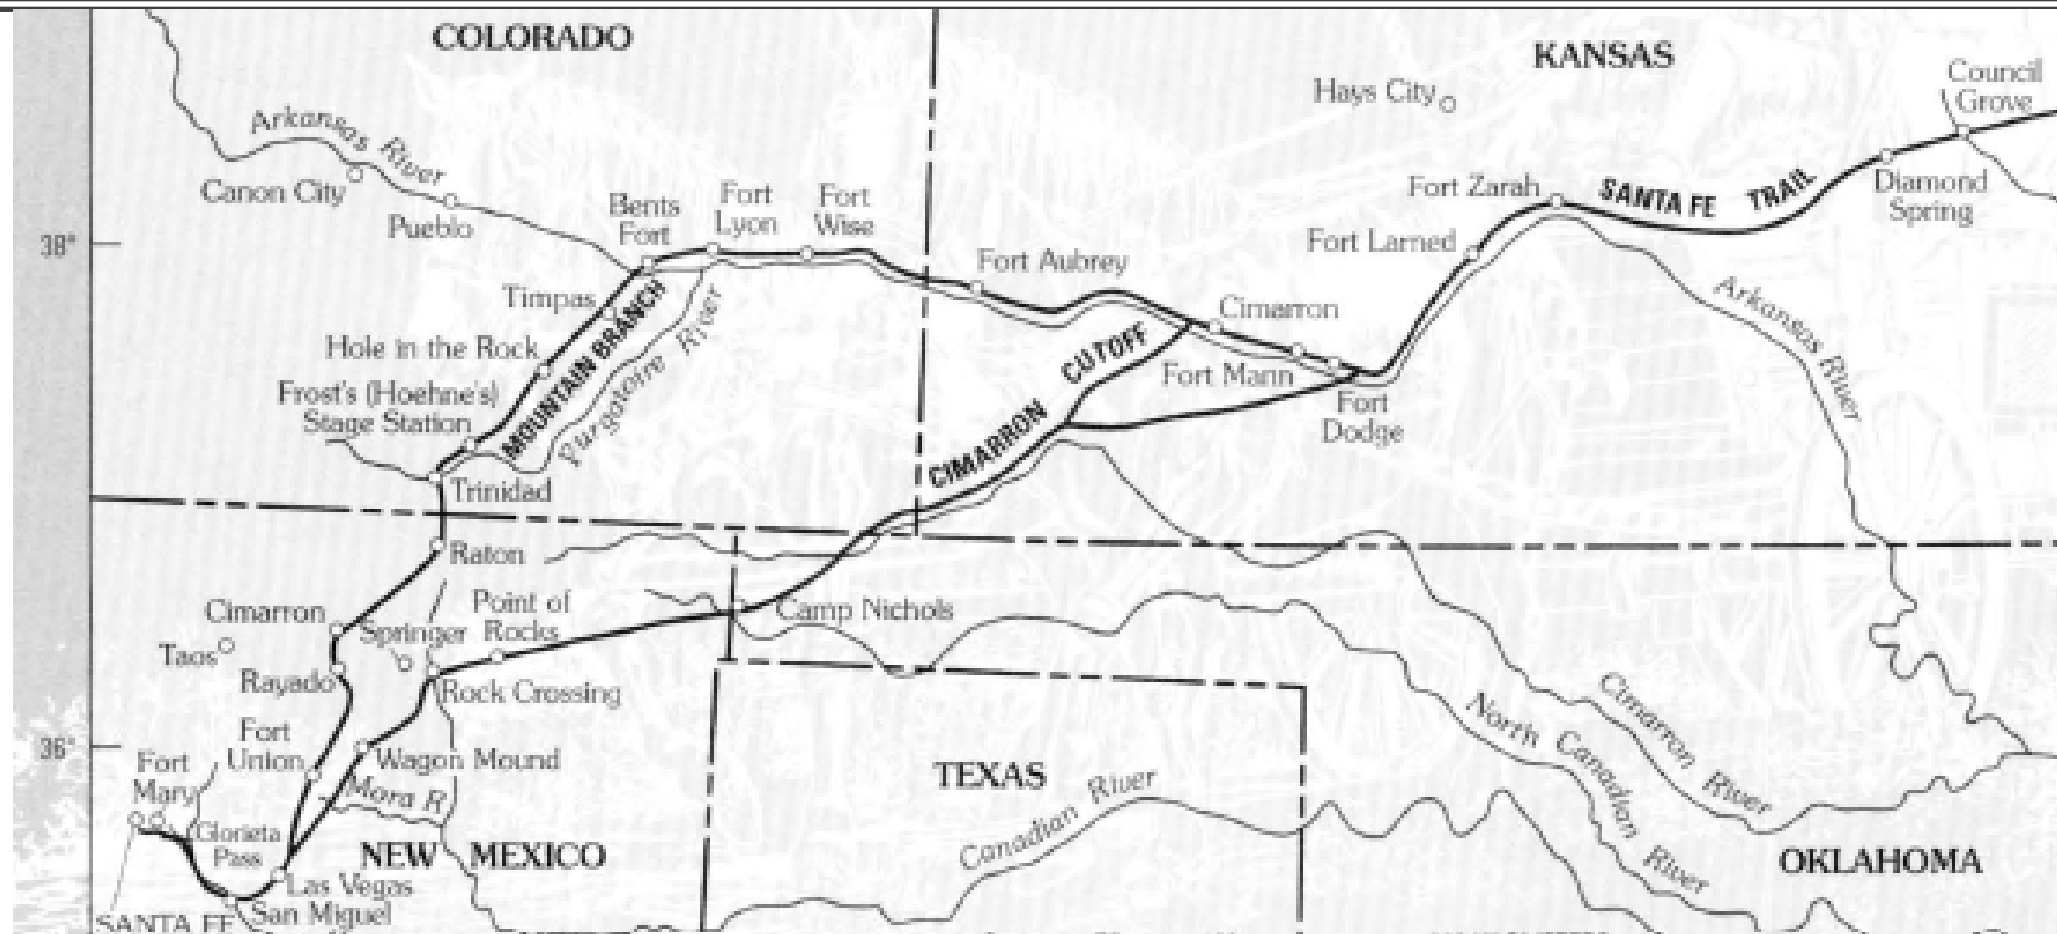 COLORADO
KANSAS
Council
Grove
Hays City
Arkansas River
Canon City
Pueblo
Bents
Fort
Fort
Lyon
Fort
Wise
Fort Zarah
SANTA FE TRAIL
Diamond
Spring
38°
Fort Larned
Fort Aubrey
Timpas
MOUNTAIN BRANCH
Purgatoire River
Cimarron
Arkansas River
Hole in the Rock
CIMARRON CUTOFF
Fort Mann
Frost's (Hoehne's)
Stage Station
Fort
Dodge
Trinidad
Raton
Cimarron
Point of
Rocks
Camp Nichols
Springer
Taos
Rayado
Rock Crossing
Cimarron River
North Canadian River
Fort
Union
36°
Fort
Mary
Wagon Mound
Mora R
TEXAS
Canadian River
Glorieta
Pass
NEW MEXICO
OKLAHOMA
Las Vegas
San Miguel
SANTA FE